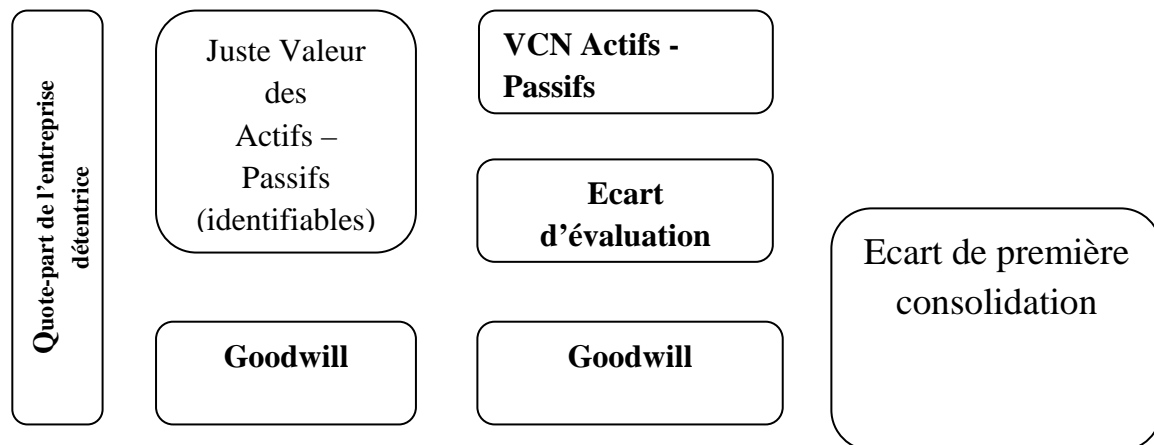 Quote-part de l’entreprise
détentrice
Juste Valeur
des
Actifs –
Passifs
(identifiables)
Goodwill
VCN Actifs -
Passifs
Ecart
d’évaluation
Goodwill
Ecart de première
consolidation